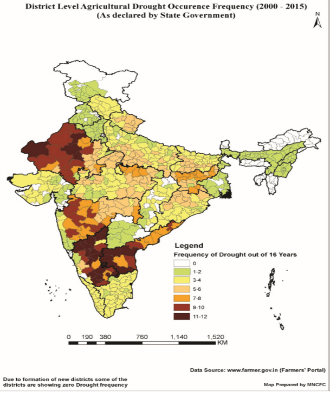 District Level Agricultural Drought Occurence Frequency (2000 - 2015)
(As declared by State Government)
N
Legend
Frequency of Drought out of 16 Years
0
1-2
3-4
5-6
7-8
8-10
11-12
0 190 380 760 1,140 1,520
KM
Data Source: www.farmer.gov.in (Farmers' Portal)
Due to formation of new districts some of the
districts are showing zero Drought frequency
Map Prepared by MNCFC